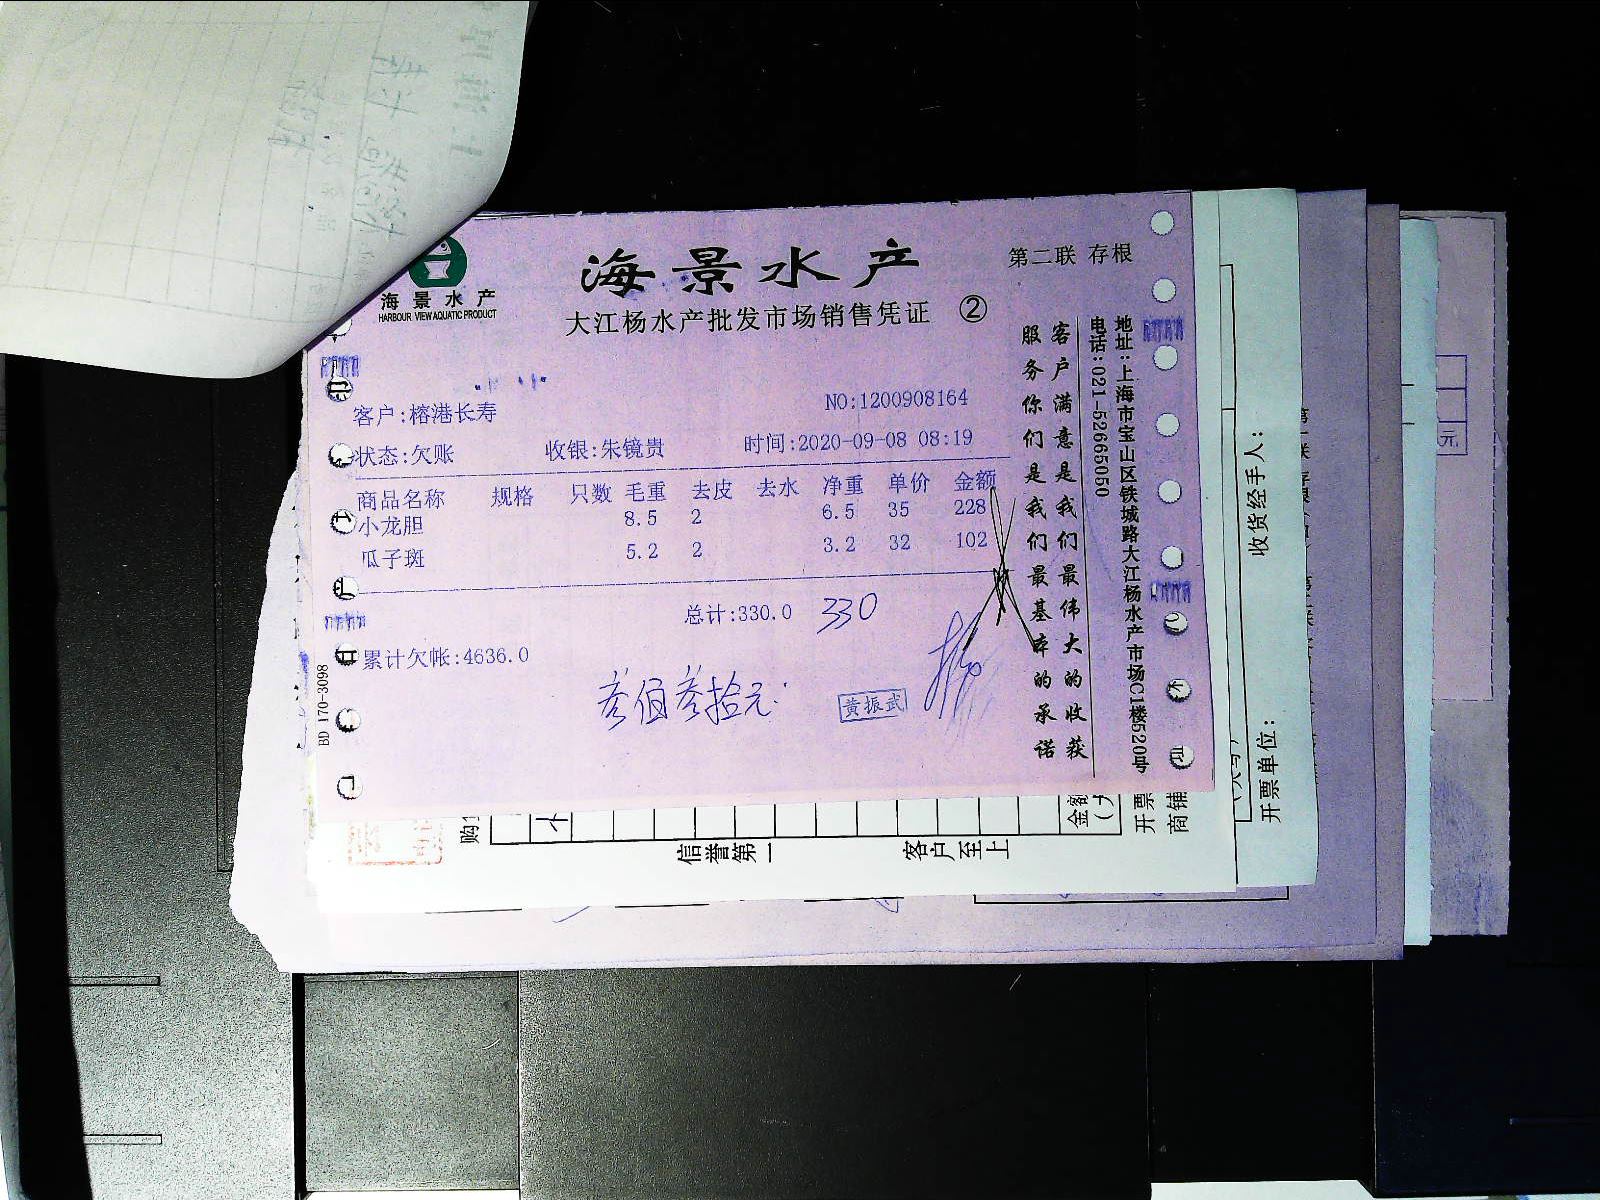 海景水产
HARBOUR VIEW AQUATIC PRODUCT
海景水产
大江杨水产批发市场销售凭证 ②
第二联 存根
客户:榕港长寿
NO:1200908164
状态:欠账 收银:朱镜贵 时间:2020-09-08 08:19
商品名称 规格 只数 毛重 去皮 去水 净重 单价 金额
小龙胆 8.5 2 6.5 35 228
瓜子斑 5.2 2 3.2 32 102
总计:330.0 330
累计欠帐:4636.0
叁佰叁拾元.
黄振武
BD 170-3098
客户满意是我们最伟大的收获
服务你们是我们最基本的承诺
地址:上海市宝山区铁城路大江杨水产市场C1楼520号
电话:021-52665050
收货经手人:
开票单位:
信誉第一
客户至上
开票
商铺
购
元